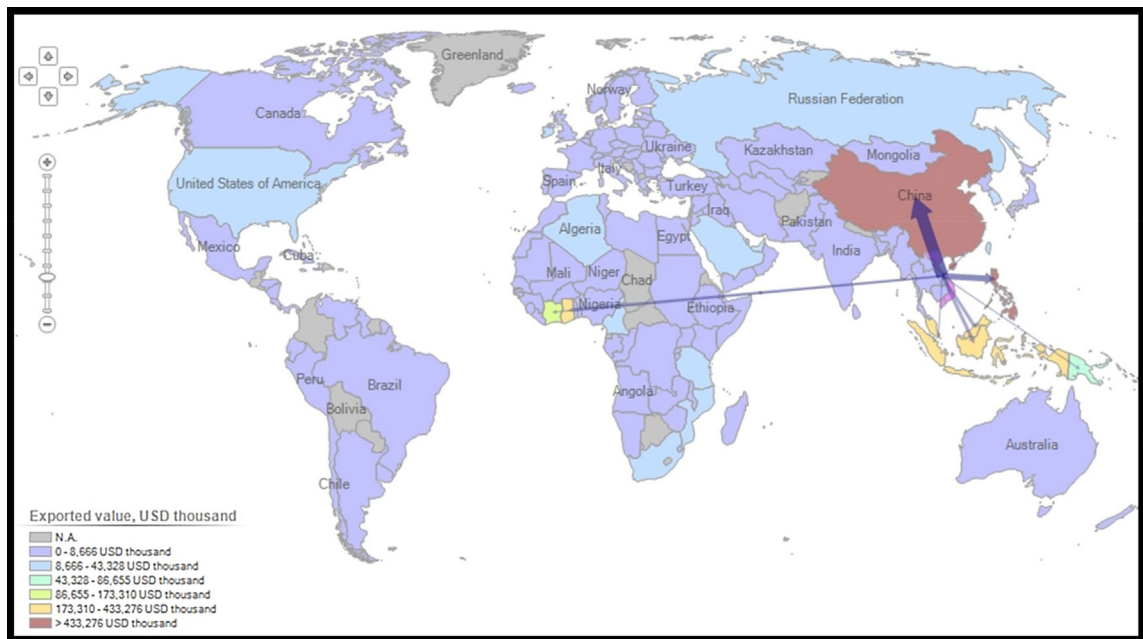 Greenland
Norway
Russian Federation
Canada
Ukraine
Kazakhstan
Mongolia
Italy
United States of America
Spain
Turkey
China
Iraq
Pakistan
Algeria
Mexico
Egypt
India
Cuba
Mali
Niger
Chad
Nigeria
Ethiopia
Peru
Brazil
Angola
Bolivia
Australia
Chile
Exported value, USD thousand
N.A.
0 - 8,666 USD thousand
8,666 - 43,328 USD thousand
43,328 - 86,655 USD thousand
86,655 - 173,310 USD thousand
173,310 - 433,276 USD thousand
> 433,276 USD thousand